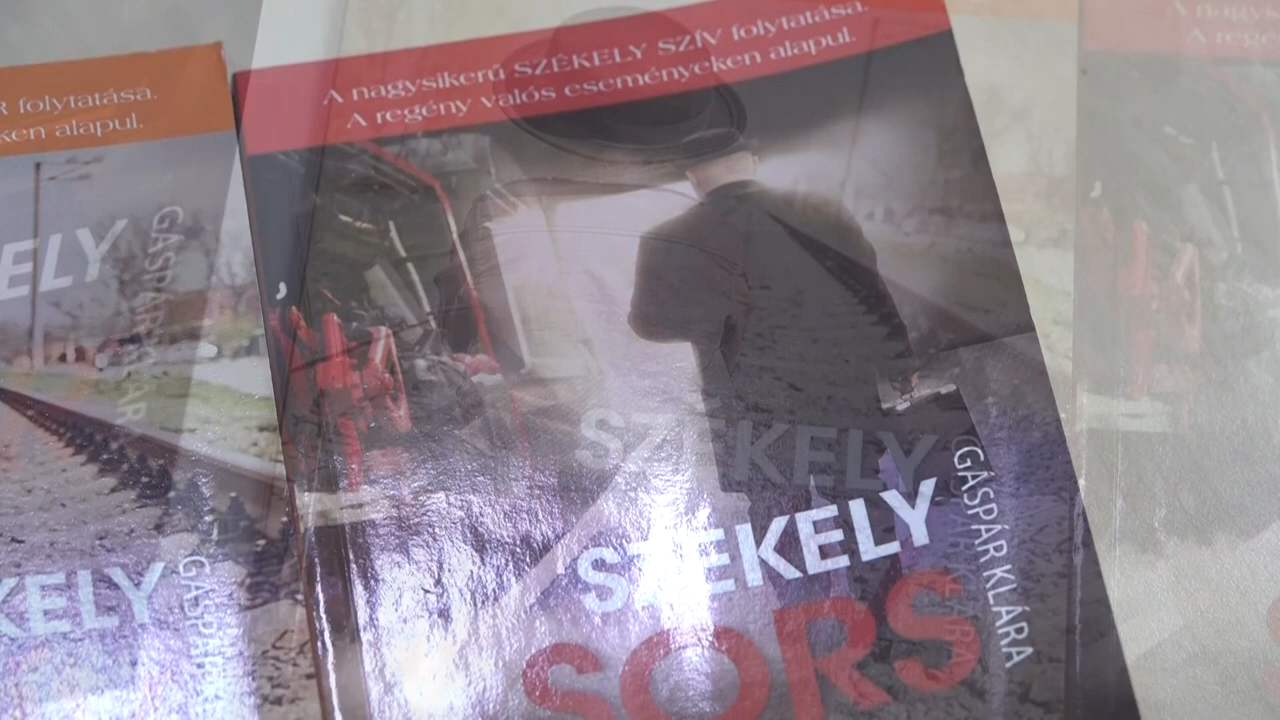 A nagysikerű SZÉKELY SZÍV folytatása.
A regény valós eseményeken alapul.
SZÉKELY
SZÉKELY
SORS
GÁSPÁR KLÁRA
R folytatása.
ken alapul.
ELY
GÁSPÁR
KELY
GÁSPÁR